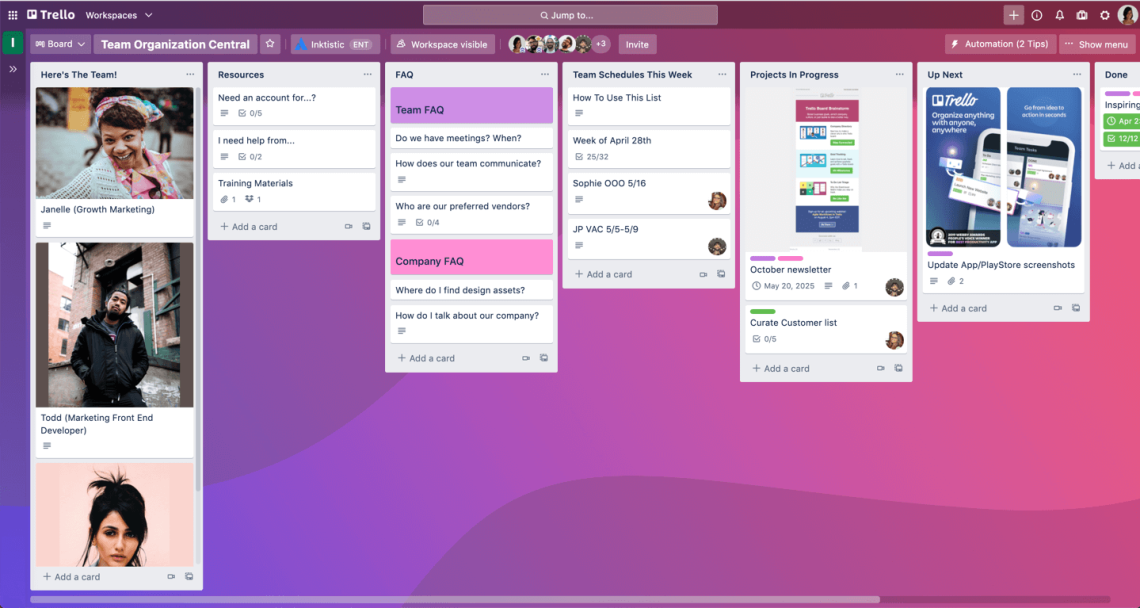 Trello
Workspaces
Jump to...
I
Board
Team Organization Central
Inktistic
ENT
Workspace visible
+3
Invite
Automation (2 Tips)
Show menu
Here's The Team!
Janelle (Growth Marketing)
Todd (Marketing Front End
Developer)
+ Add a card
Resources
Need an account for...?
0/5
I need help from...
0/2
Training Materials
1
1
+ Add a card
FAQ
Team FAQ
Do we have meetings? When?
How does our team communicate?
Who are our preferred vendors?
0/4
Company FAQ
Where do I find design assets?
How do I talk about our company?
+ Add a card
Team Schedules This Week
How To Use This List
Week of April 28th
25/32
Sophie OOO 5/16
JP VAC 5/5-5/9
+ Add a card
Projects In Progress
October newsletter
May 20, 2025
1
Curate Customer list
0/5
+ Add a card
Up Next
Trello
Organize anything
with anyone,
anywhere
Go from idea to
action in seconds
Team Tasks
Update App/PlayStore screenshots
2
+ Add a card
Done
Inspiring
Apr 2
12/12
+ Add a